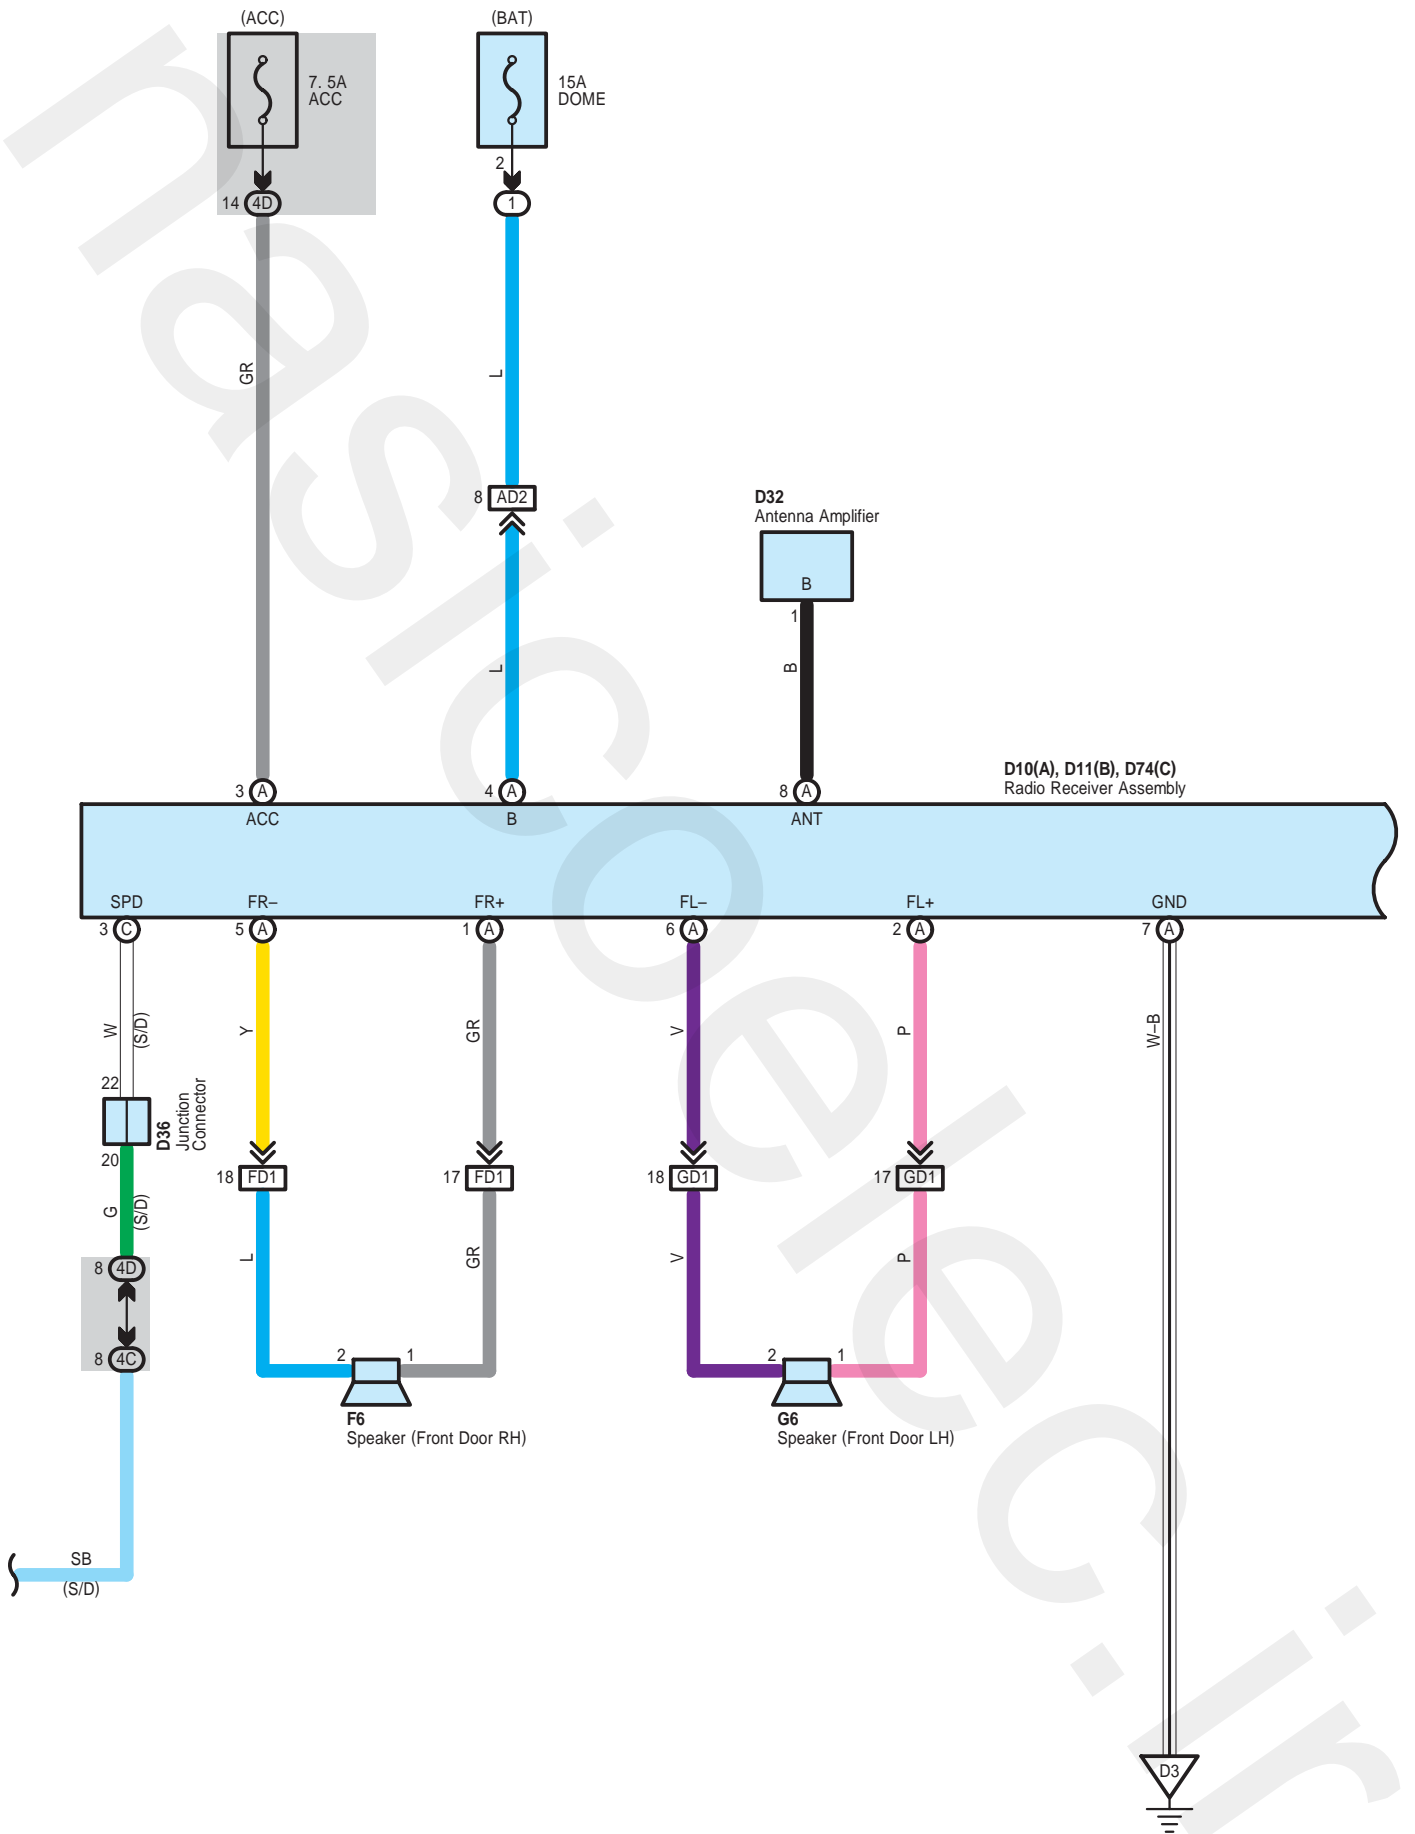 (ACC)
(BAT)
7. 5A
ACC
15A
DOME
2
14 4D
1
GR
L
8 AD2
D32
Antenna Amplifier
B
1
L
B
D10(A), D11(B), D74(C)
Radio Receiver Assembly
3 A
4 A
8 A
ACC
B
ANT
SPD
FR–
FR+
FL–
FL+
GND
3 C
5 A
1 A
6 A
2 A
7 A
W
(S/D)
Y
GR
V
P
W–B
22
D36
Junction
Connector
20
18 FD1
17 FD1
18 GD1
17 GD1
G
(S/D)
L
GR
V
P
8 4D
8 4C
2
1
2
1
F6
Speaker (Front Door RH)
G6
Speaker (Front Door LH)
SB
(S/D)
D3
nasicoelec.ir